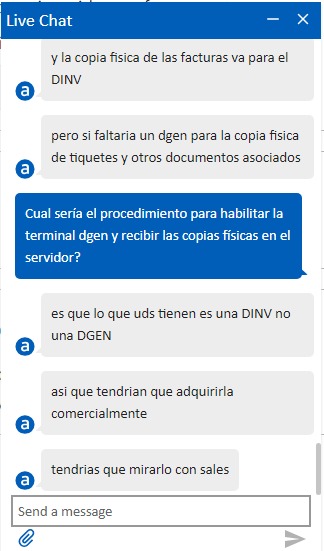 Live Chat
y la copia fisica de las facturas va para el
DINV
a
pero si faltaria un dgen para la copia fisica
de tiquetes y otros documentos asociados
a
Cual sería el procedimiento para habilitar la
terminal dgen y recibir las copias físicas en el
servidor?
es que lo que uds tienen es una DINV no
una DGEN
a
asi que tendrian que adquirirla
comercialmente
a
tendrias que mirarlo con sales
a
Send a message